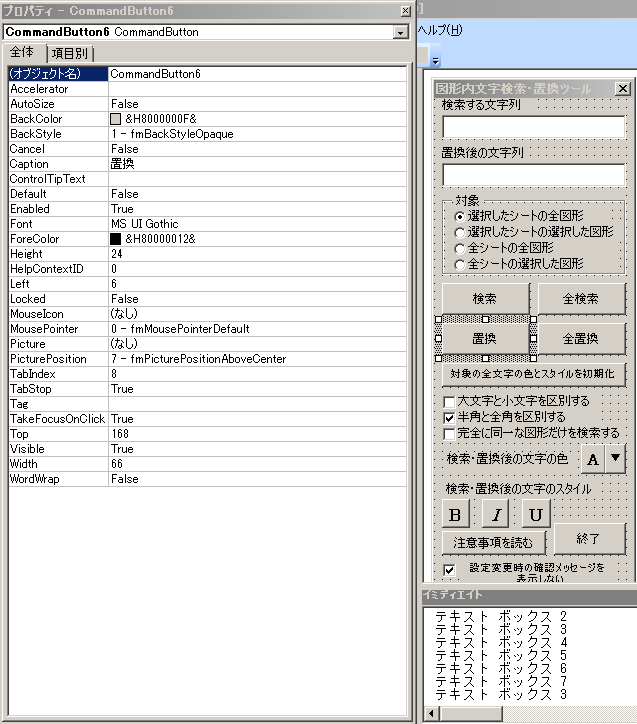 プロパティ - CommandButton6
CommandButton6 CommandButton
全体 項目別
(オブジェクト名) CommandButton6
Accelerator
AutoSize False
BackColor &H8000000F&
BackStyle 1 - fmBackStyleOpaque
Cancel False
Caption 置換
ControlTipText
Default False
Enabled True
Font MS UI Gothic
ForeColor &H80000012&
Height 24
HelpContextID 0
Left 6
Locked False
MouseIcon (なし)
MousePointer 0 - fmMousePointerDefault
Picture (なし)
PicturePosition 7 - fmPicturePositionAboveCenter
TabIndex 8
TabStop True
Tag
TakeFocusOnClick True
Top 168
Visible True
Width 66
WordWrap False
]
ヘルプ(H)
図形内文字検索・置換ツール
検索する文字列
置換後の文字列
対象
選択したシートの全図形
選択したシートの選択した図形
全シートの全図形
全シートの選択した図形
検索 全検索
置換 全置換
対象の全文字の色とスタイルを初期化
大文字と小文字を区別する
半角と全角を区別する
完全に同一な図形だけを検索する
検索・置換後の文字の色 A
検索・置換後の文字のスタイル
B I U
注意事項を読む 終了
設定変更時の確認メッセージを
表示しない
イミディエイト
テキスト ボックス 2
テキスト ボックス 3
テキスト ボックス 4
テキスト ボックス 5
テキスト ボックス 6
テキスト ボックス 7
テキスト ボックス 3